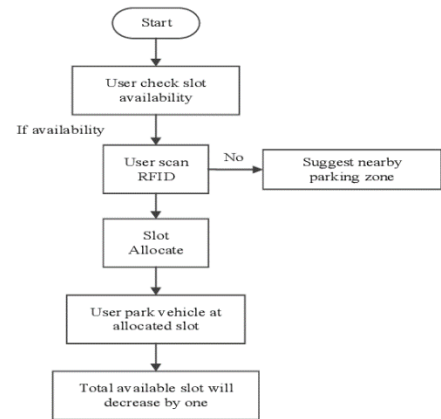 Start
User check slot
availability
If availability
User scan
RFID
No
Suggest nearby
parking zone
Slot
Allocate
User park vehicle at
allocated slot
Total available slot will
decrease by one